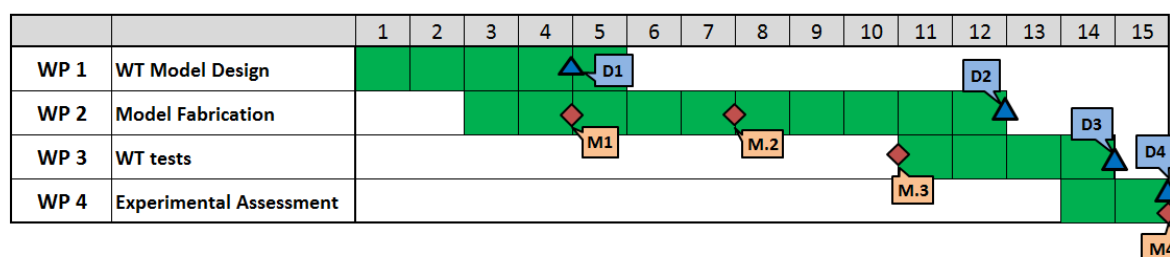 1 2 3 4 5 6 7 8 9 10 11 12 13 14 15
WP 1 WT Model Design D1 D2
WP 2 Model Fabrication M1 M.2 D3
WP 3 WT tests M.3 D4
WP 4 Experimental Assessment M4